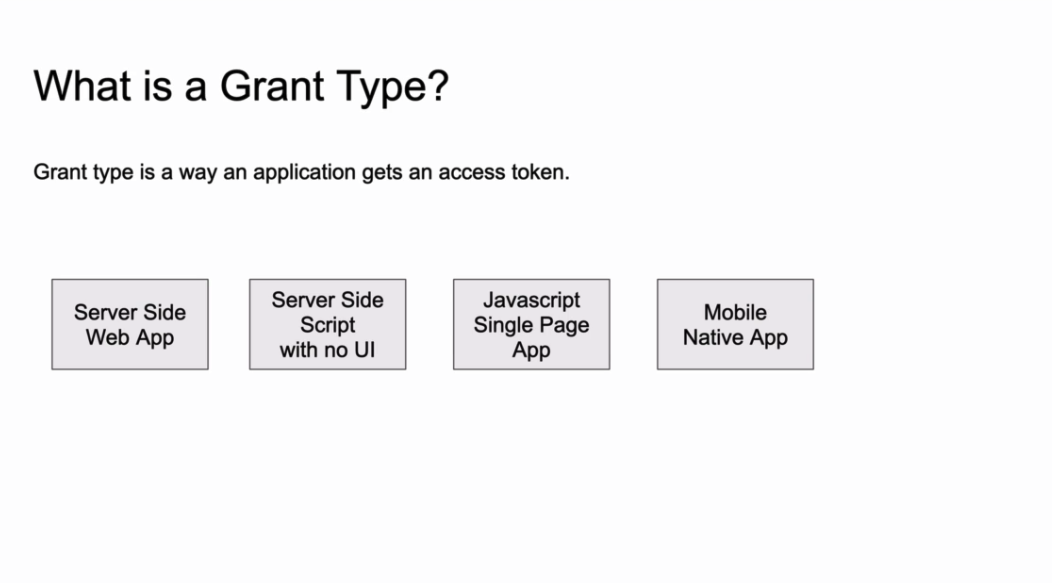 What is a Grant Type?
Grant type is a way an application gets an access token.
Server Side
Web App
Server Side
Script
with no UI
Javascript
Single Page
App
Mobile
Native App